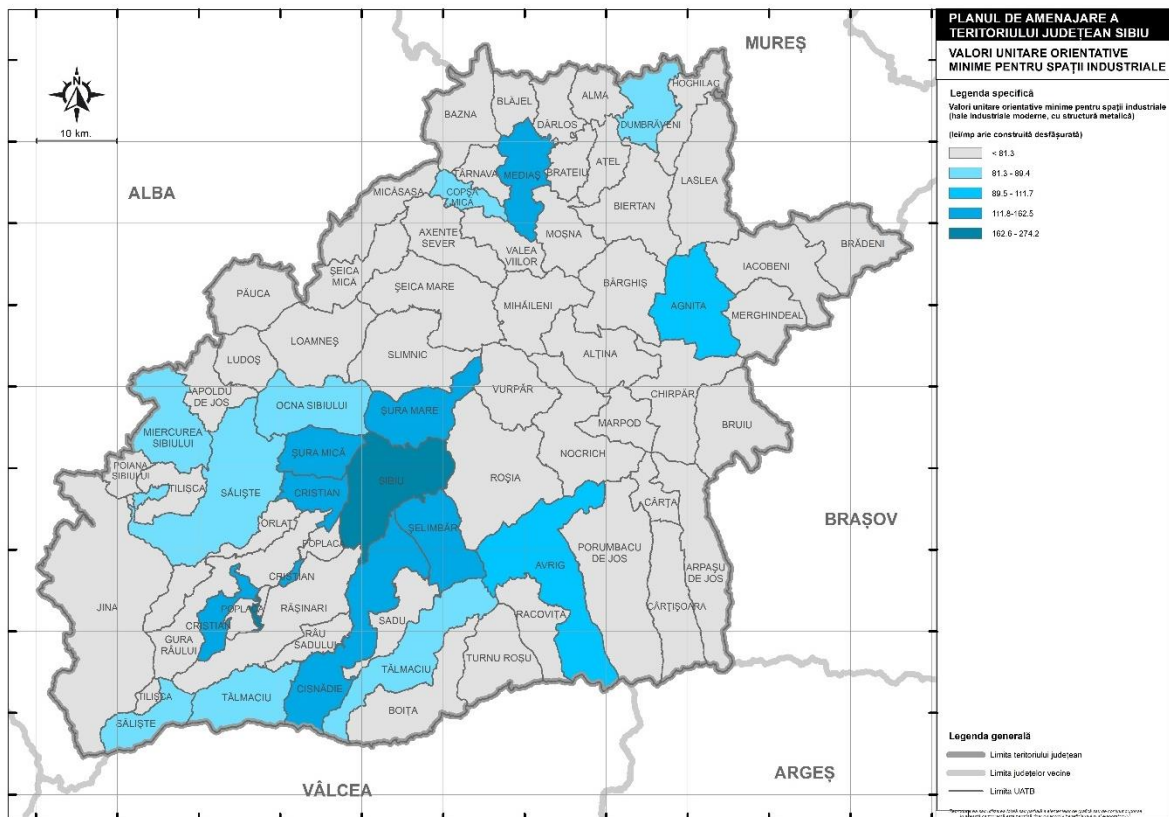 PLANUL DE AMENAJARE A
TERITORIULUI JUDEȚEAN SIBIU
VALORI UNITARE ORIENTATIVE
MINIME PENTRU SPAȚII INDUSTRIALE
Legenda specifică
Valori unitare orientative minime pentru spații industriale
(hale industriale moderne, cu structură metalică)
(lei/mp arie construită desfășurată)
< 81.3
81.3 - 89.4
89.5 - 111.7
111.8-162.5
162.6 - 274.2
N
10 km.
MUREȘ
ALBA
BRAȘOV
ARGEȘ
VÂLCEA
HOGHILAG
BLĂJEL
ALMA
BAZNA
DÂRLOS
DUMBRĂVENI
AȚEL
TÂRNAVA
MEDIAȘ
BRATEIU
LASLEA
MICĂSASA
COPȘA
MICĂ
BIERTAN
AXENTE
SEVER
MOȘNA
VALEA
VIILOR
BRĂDENI
IACOBENI
ȘEICA
MICĂ
BÂRGHIȘ
PĂUCA
ȘEICA MARE
MIHĂILENI
AGNITA
MERGHINDEAL
LOAMNEȘ
SLIMNIC
ALȚINA
LUDOȘ
APOLDU
DE JOS
VURPĂR
CHIRPĂR
OCNA SIBIULUI
ȘURA MARE
MARPOD
BRUIU
MIERCUREA
SIBIULUI
ȘURA MICĂ
NOCRICH
POIANA
SIBIULUI
TILIȘCA
SĂLIȘTE
CRISTIAN
SIBIU
ROȘIA
CÂRȚA
ORLAT
ȘELIMBĂR
POPLACA
PORUMBACU
DE JOS
AVRIG
ARPAȘU
DE JOS
CRISTIAN
JINA
POPLACA
RĂȘINARI
CÂRȚIȘOARA
CRISTIAN
SADU
RACOVIȚA
GURA
RÂULUI
RÂU
SADULUI
TURNU ROȘU
TĂLMACIU
CISNĂDIE
TILIȘCA
TĂLMACIU
BOIȚA
SĂLIȘTE
Legenda generală
Limita teritoriului județean
Limita județelor vecine
Limita UATB